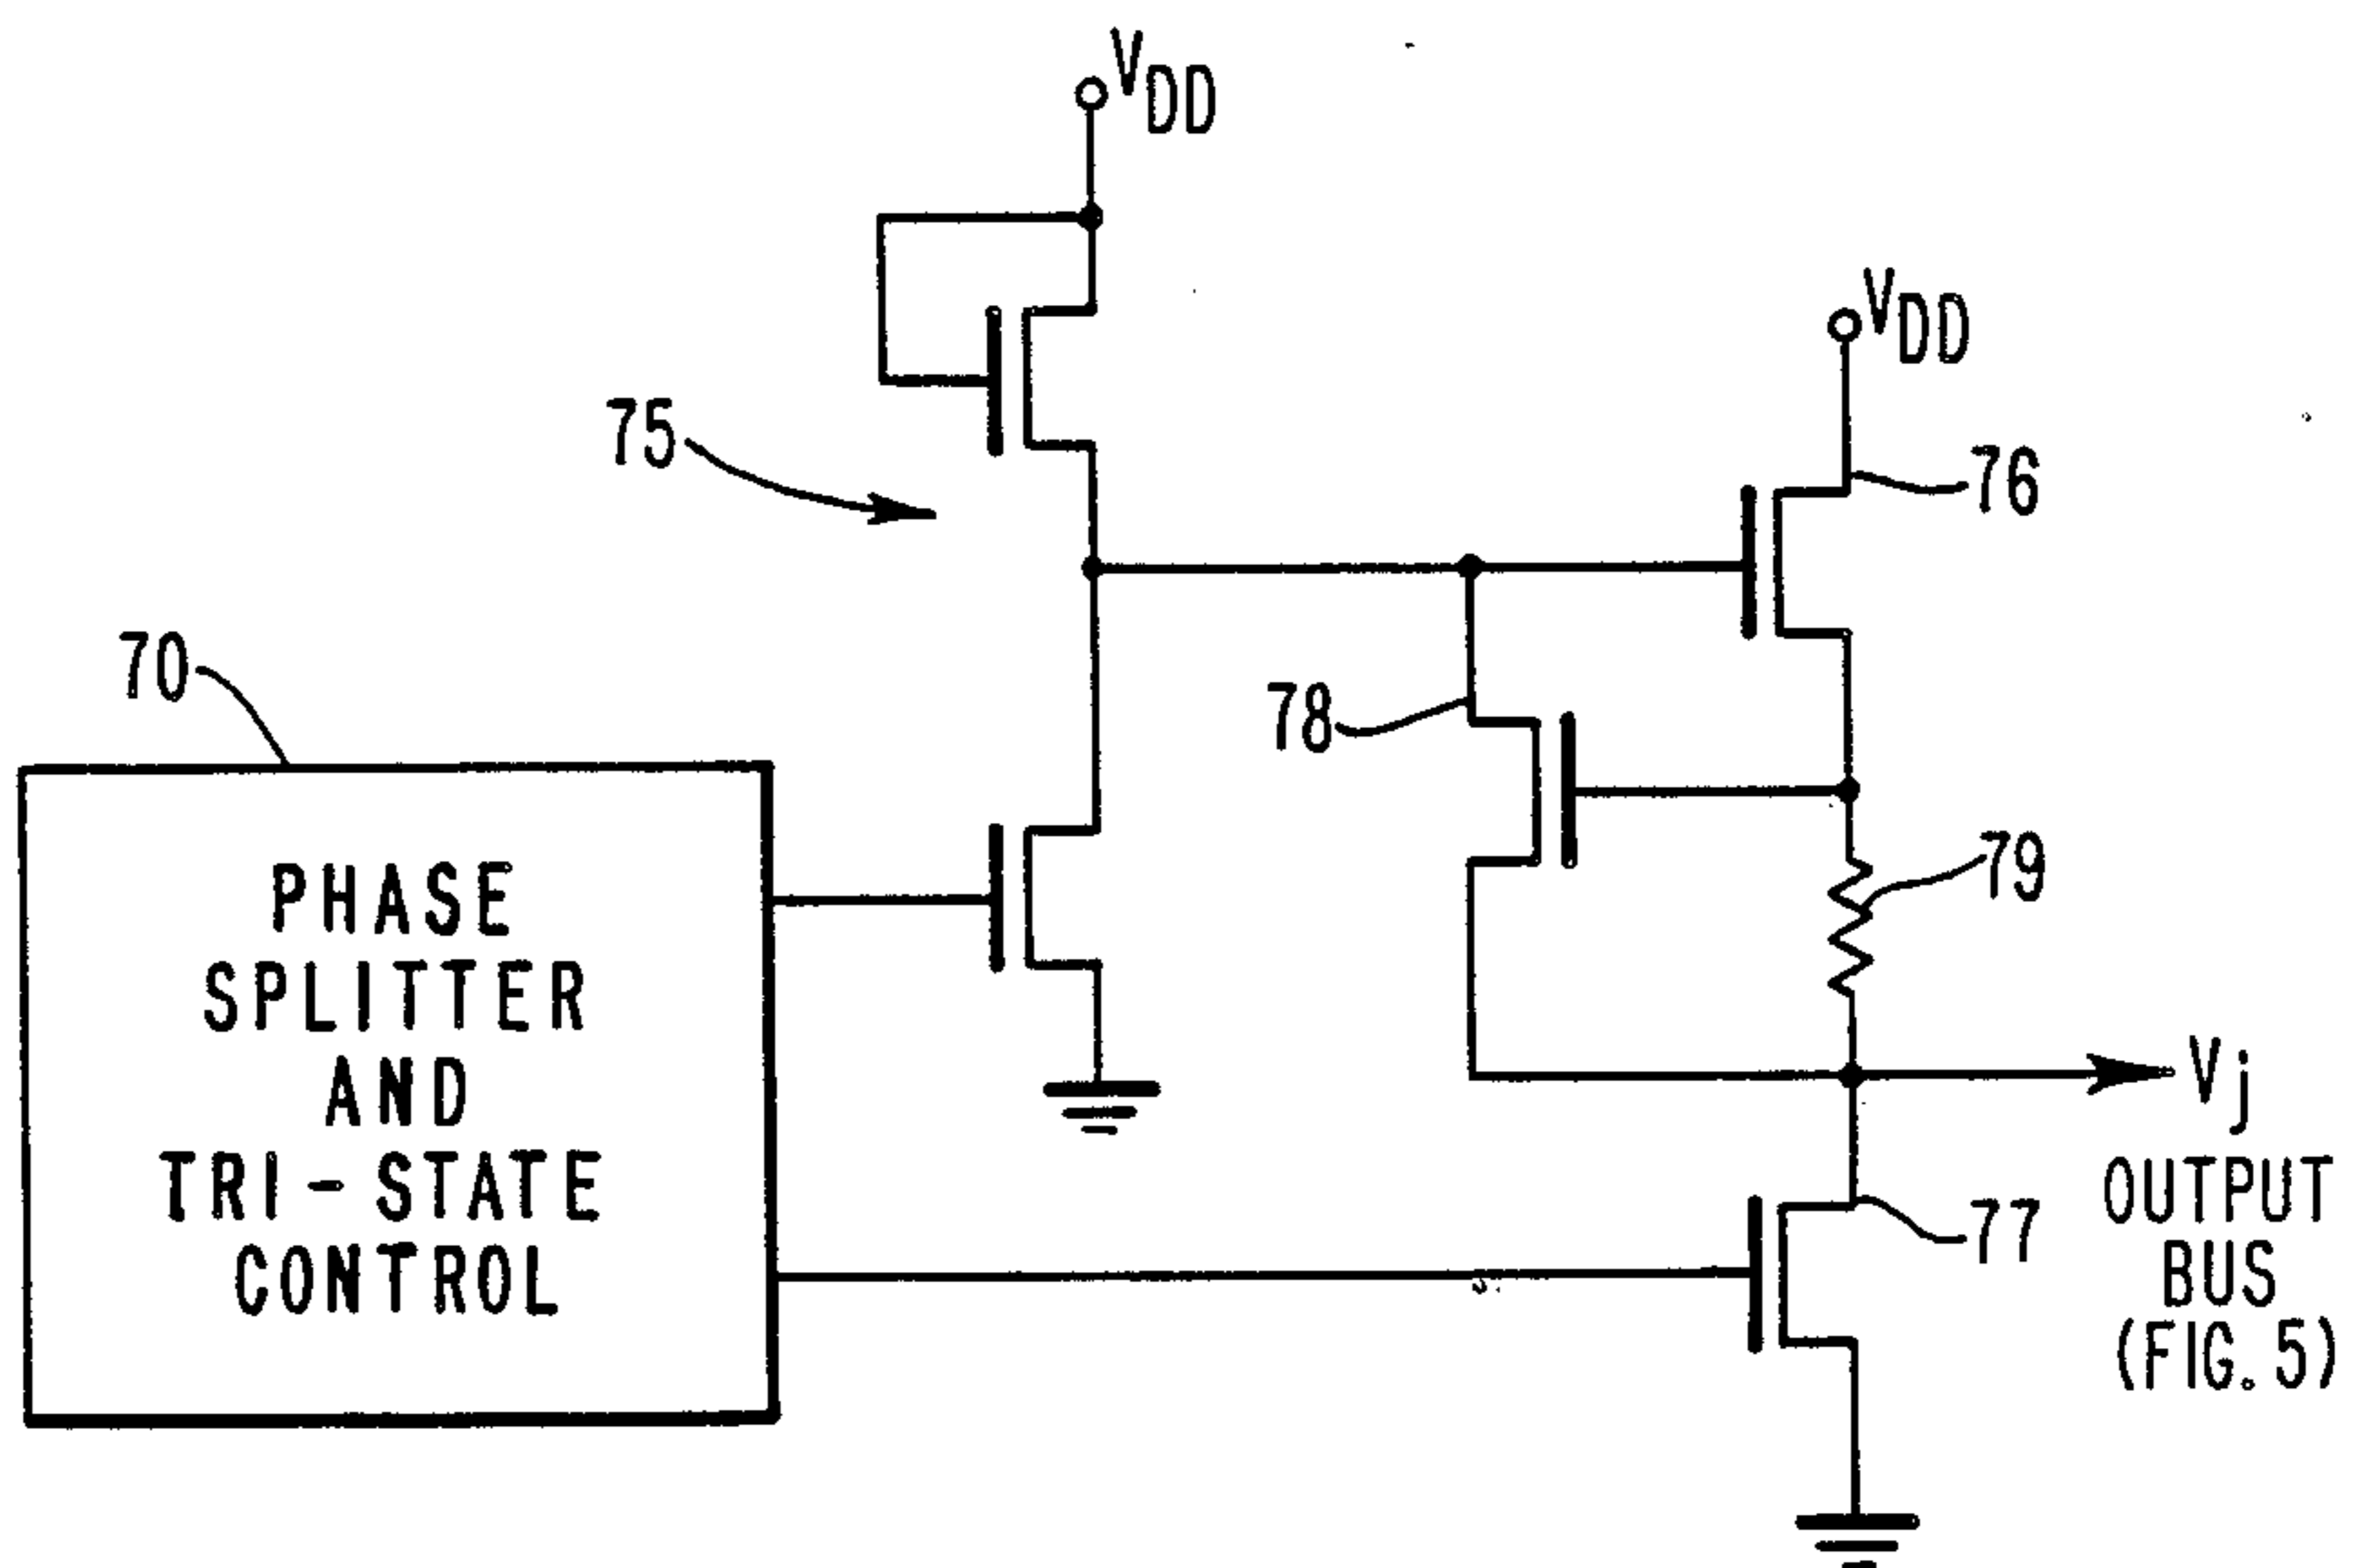 VDD
VDD
75
76
70
78
79
PHASE
SPLITTER
AND
TRI-STATE
CONTROL
Vj
OUTPUT
BUS
(FIG. 5)
77